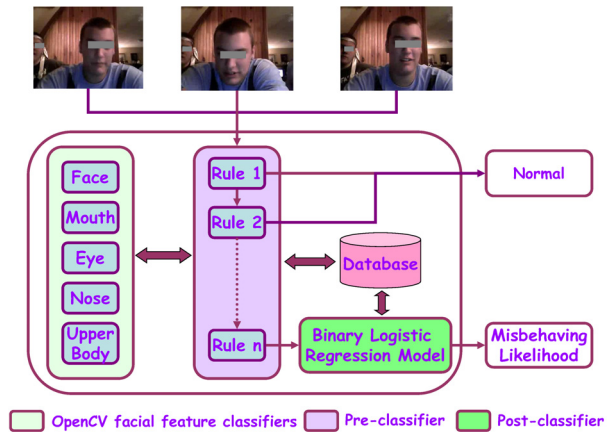 Face
Mouth
Eye
Nose
Upper
Body
Rule 1
Rule 2
Rule n
Database
Binary Logistic
Regression Model
Normal
Misbehaving
Likelihood
OpenCV facial feature classifiers
Pre-classifier
Post-classifier